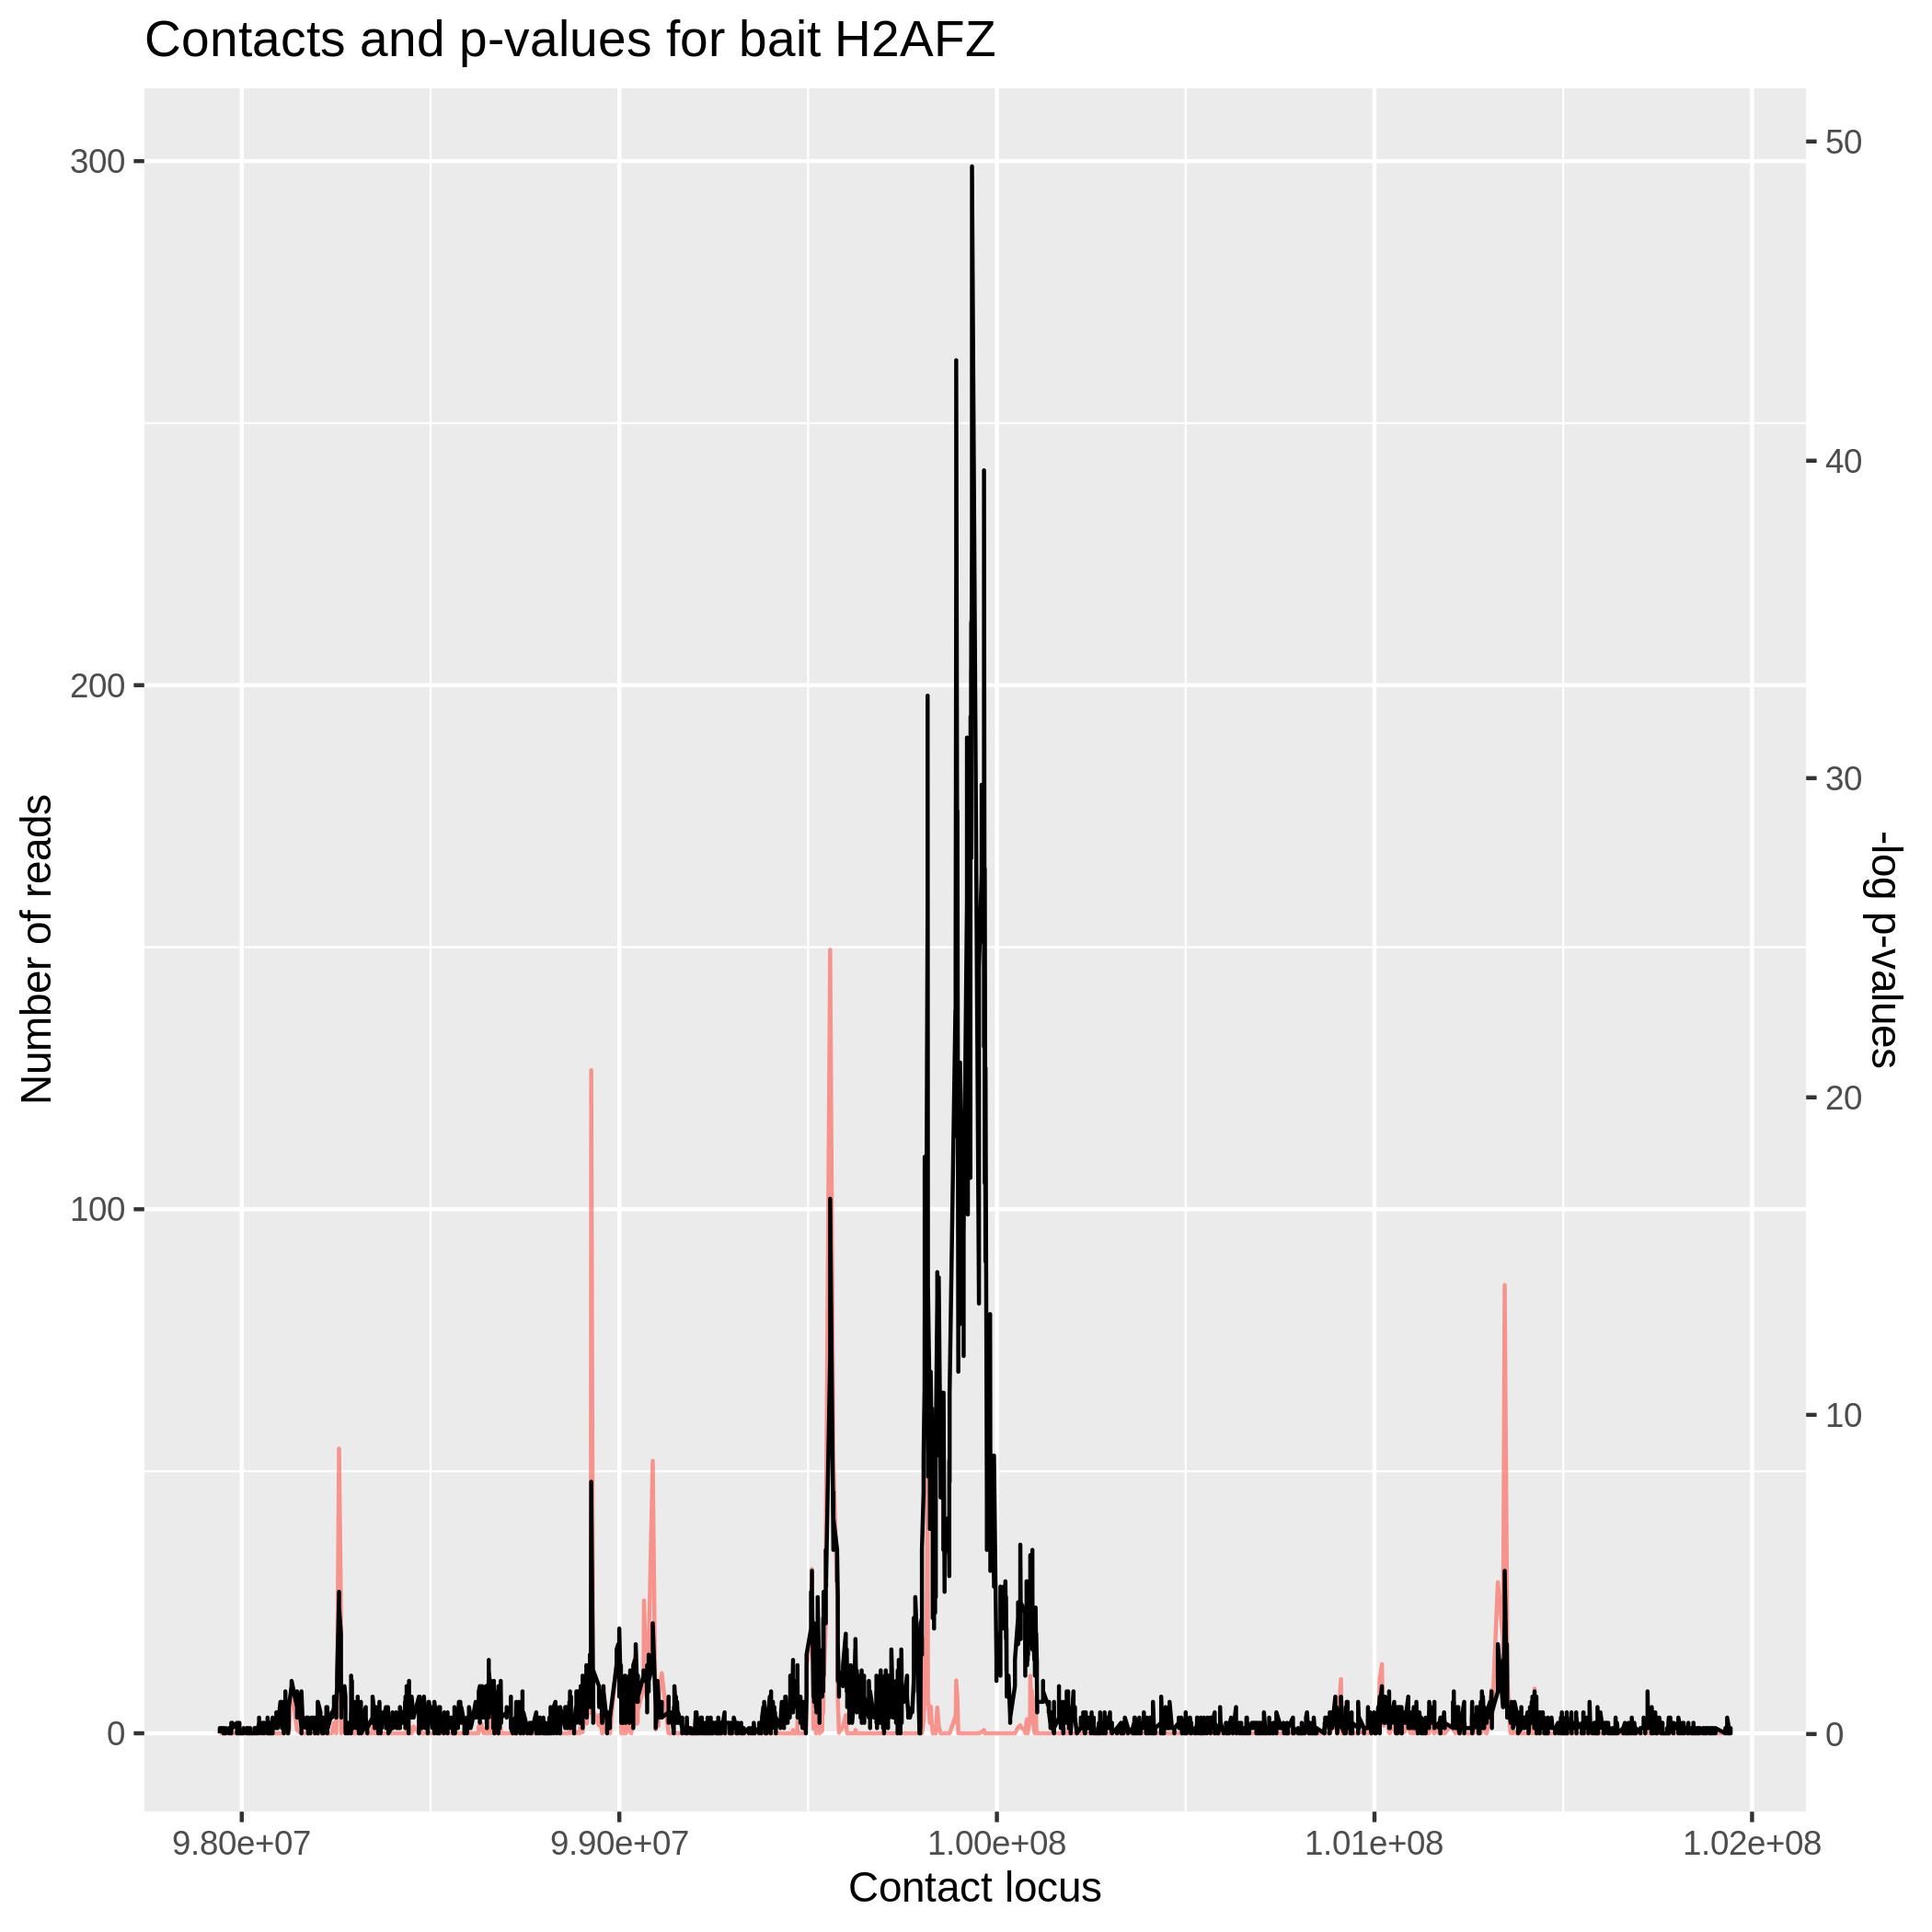 Contacts and p-values for bait H2AFZ
300
200
100
0
50
40
30
20
10
0
Number of reads
-log p-values
9.80e+07
9.90e+07
1.00e+08
1.01e+08
1.02e+08
Contact locus